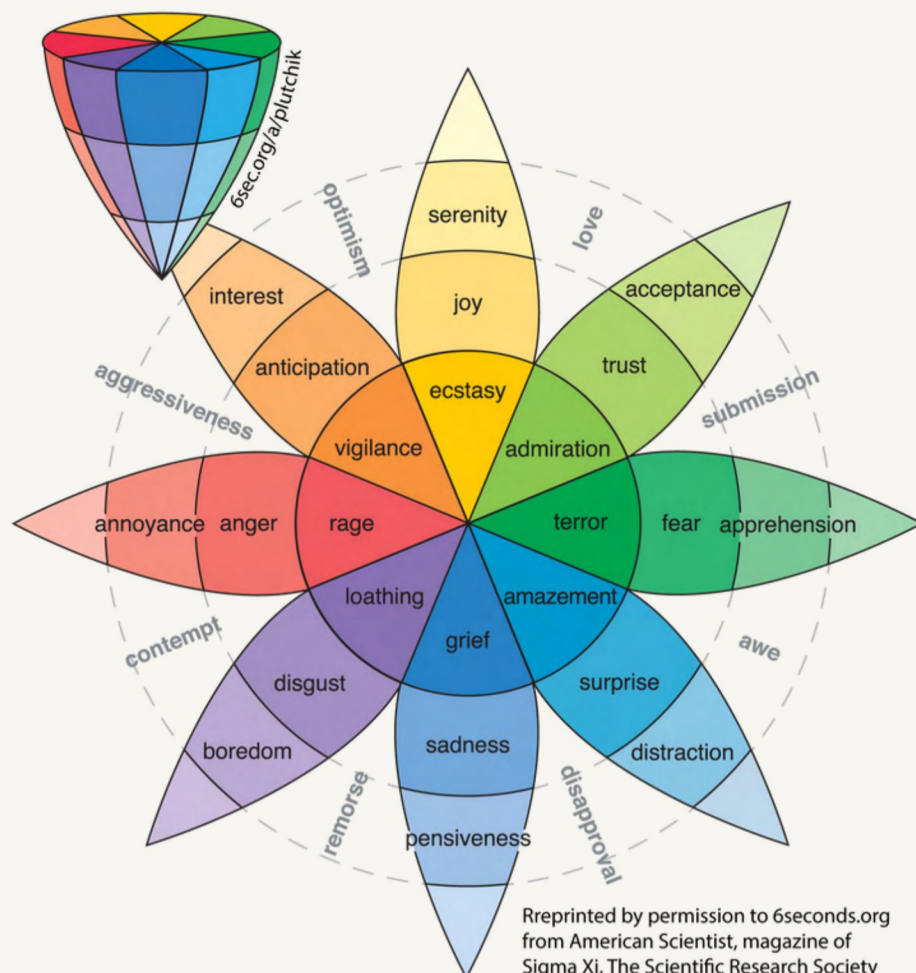 6sec.org/a/plutchik
optimism
serenity
love
interest
joy
acceptance
anticipation
trust
aggressiveness
ecstasy
submission
vigilance
admiration
annoyance
anger
rage
terror
fear
apprehension
loathing
amazement
grief
contempt
awe
disgust
surprise
boredom
sadness
distraction
remorse
disapproval
pensiveness
Rreprinted by permission to 6seconds.org
from American Scientist, magazine of
Sigma Xi, The Scientific Research Society